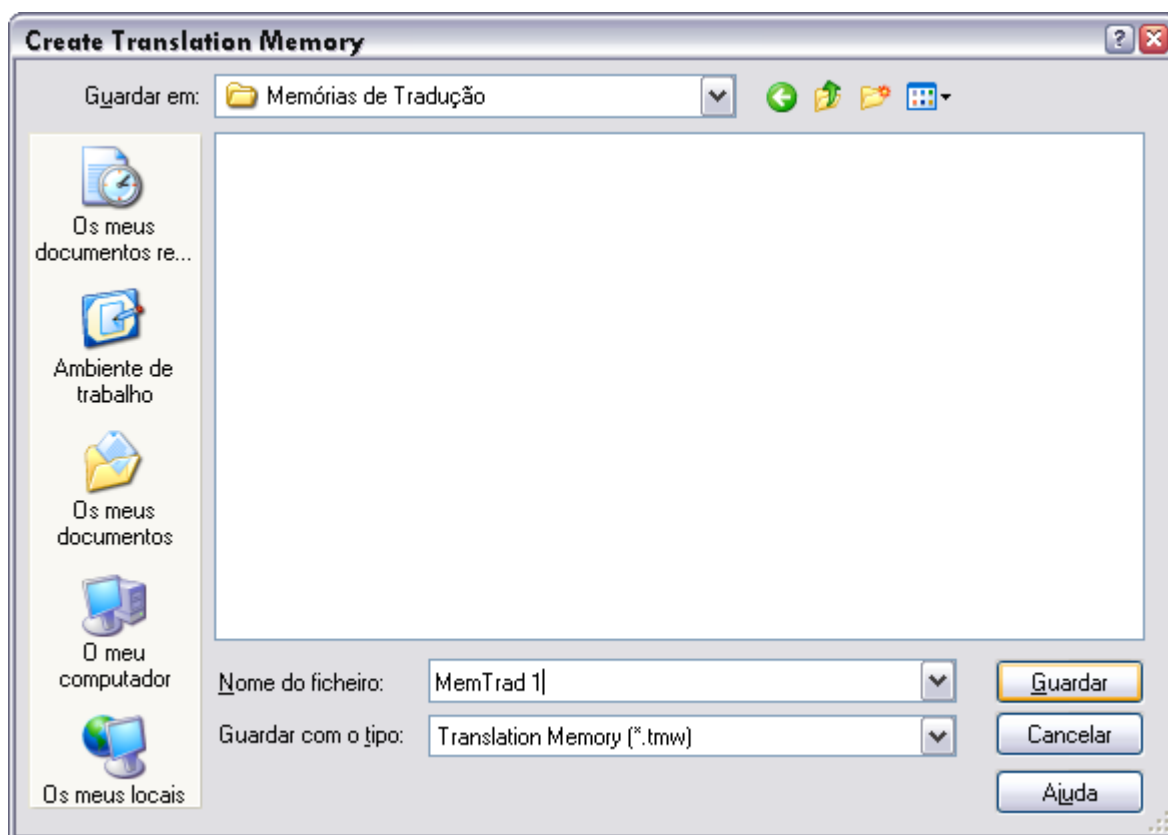 Create Translation Memory
Guardar em:
Memórias de Tradução
Os meus
documentos re...
Ambiente de
trabalho
Os meus
documentos
O meu
computador
Os meus locais
Nome do ficheiro:
MemTrad 1
Guardar
Guardar com o tipo:
Translation Memory (*.tmw)
Cancelar
Ajuda